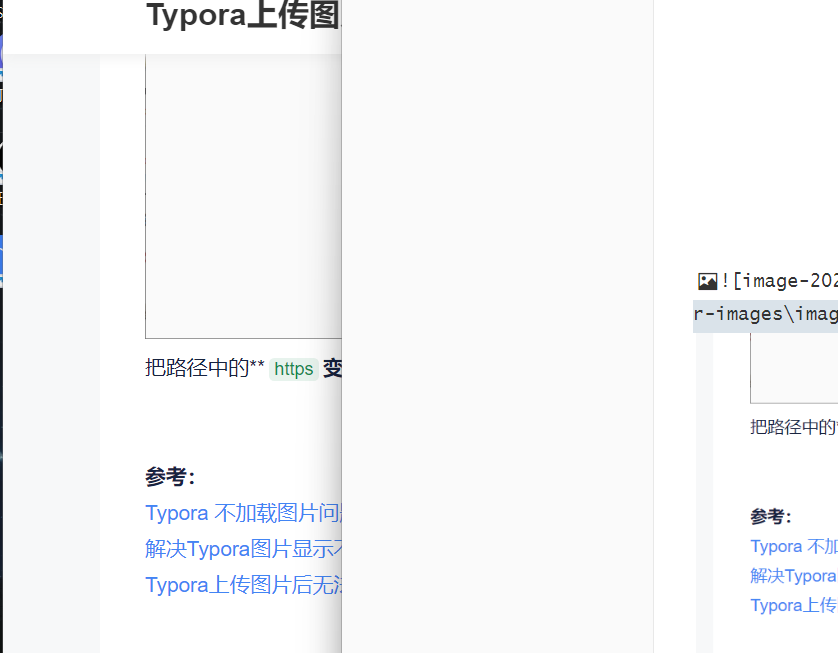 Typora上传图
把路径中的** https 变
参考：
Typora 不加载图片问
解决Typora图片显示不
Typora上传图片后无法
![image-202
r-images\imag
把路径中的
参考：
Typora 不加
解决Typora
Typora上传